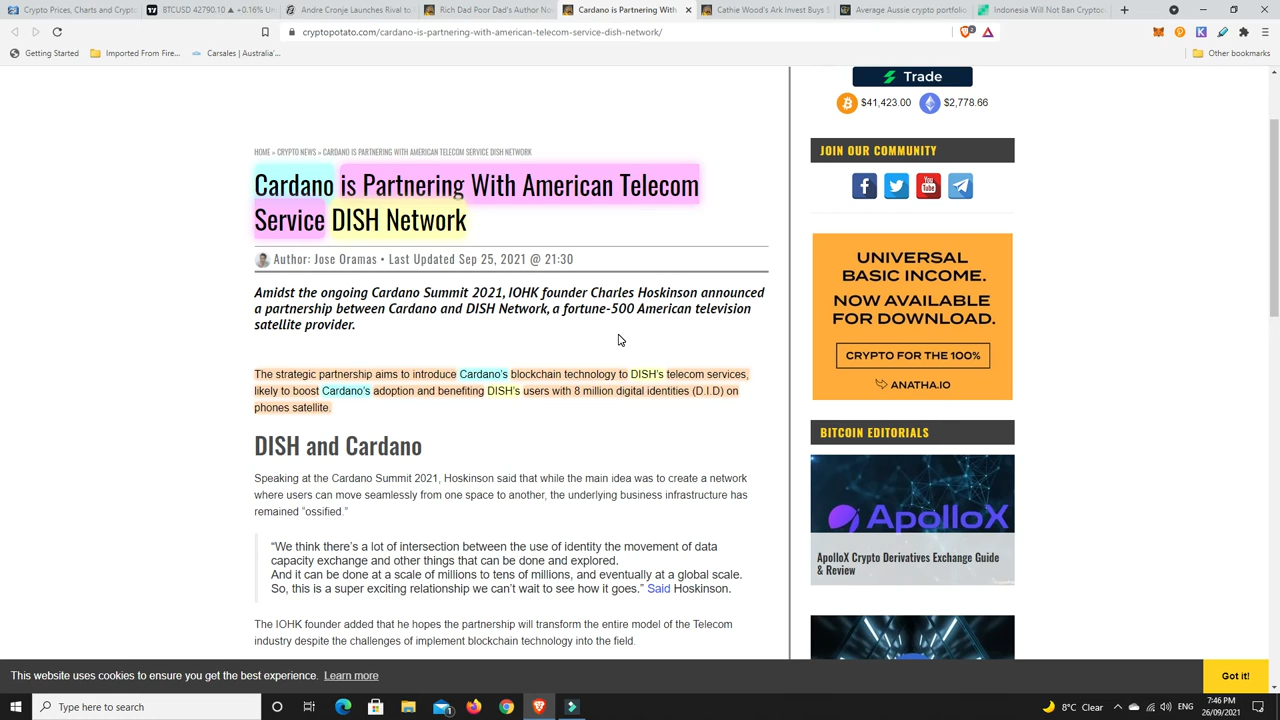 Crypto Prices, Charts and Crypto
BTCUSD 42790.10 ▲ +0.16% Un
Andre Cronje Launches Rival to
Rich Dad Poor Dad's Author No
Cardano is Partnering With
Cathie Wood's Ark Invest Buys S
Average Aussie crypto portfolio
Indonesia Will Not Ban Cryptoc
cryptopotato.com/cardano-is-partnering-with-american-telecom-service-dish-network/
Getting Started
Imported From Fire...
Carsales | Australia'...
Other bookmarks
HOME » CRYPTO NEWS » CARDANO IS PARTNERING WITH AMERICAN TELECOM SERVICE DISH NETWORK
Cardano is Partnering With American Telecom
Service DISH Network
Author: Jose Oramas • Last Updated Sep 25, 2021 @ 21:30
Amidst the ongoing Cardano Summit 2021, IOHK founder Charles Hoskinson announced
a partnership between Cardano and DISH Network, a fortune-500 American television
satellite provider.
The strategic partnership aims to introduce Cardano's blockchain technology to DISH's telecom services,
likely to boost Cardano's adoption and benefiting DISH's users with 8 million digital identities (D.I.D) on
phones satellite.
DISH and Cardano
Speaking at the Cardano Summit 2021, Hoskinson said that while the main idea was to create a network
where users can move seamlessly from one space to another, the underlying business infrastructure has
remained "ossified."
"We think there's a lot of intersection between the use of identity the movement of data
capacity exchange and other things that can be done and explored.
And it can be done at a scale of millions to tens of millions, and eventually at a global scale.
So, this is a super exciting relationship we can't wait to see how it goes." Said Hoskinson.
The IOHK founder added that he hopes the partnership will transform the entire model of the Telecom
industry despite the challenges of implement blockchain technology into the field.
Trade
$41,423.00
$2,778.66
JOIN OUR COMMUNITY
You
Tube
UNIVERSAL
BASIC INCOME.
NOW AVAILABLE
FOR DOWNLOAD.
CRYPTO FOR THE 100%
ANATHA.IO
BITCOIN EDITORIALS
ApolloX
ApolloX Crypto Derivatives Exchange Guide
& Review
This website uses cookies to ensure you get the best experience. Learn more
Got it!
Type here to search
8°C Clear
ENG
7:46 PM
26/09/2021